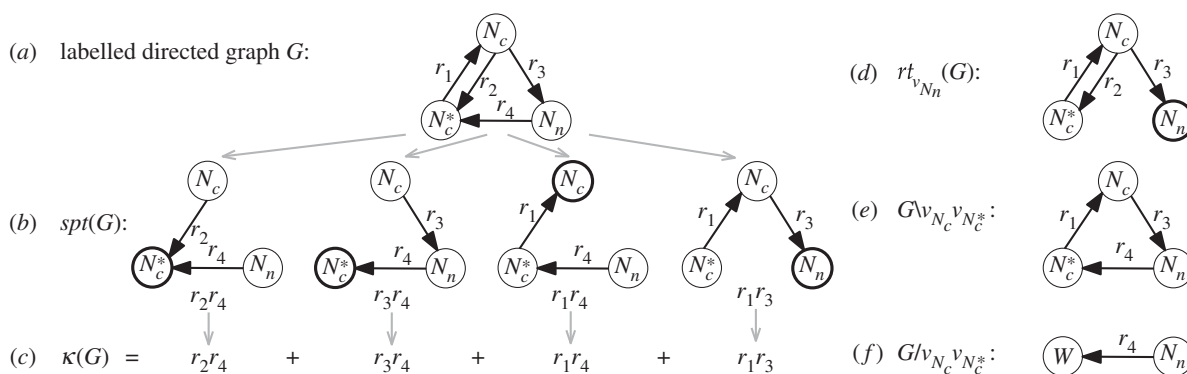 (a) labelled directed graph G:
N_c
r_1
r_2
r_3
r_4
N_c^*
N_n
(b) spt(G):
N_c
r_2
r_4
N_c^*
N_n
r_2r_4
N_c
r_3
r_4
N_c^*
N_n
r_3r_4
N_c
r_1
r_4
N_c^*
N_n
r_1r_4
N_c
r_1
r_3
N_c^*
N_n
r_1r_3
(c) κ(G) = r_2r_4 + r_3r_4 + r_1r_4 + r_1r_3
(d) rt_{v_{N_n}}(G):
N_c
r_1
r_2
r_3
N_c^*
N_n
(e) G\v_{N_c}v_{N_c^*}:
N_c
r_1
r_3
r_4
N_c^*
N_n
(f) G/v_{N_c}v_{N_c^*}:
W
r_4
N_n